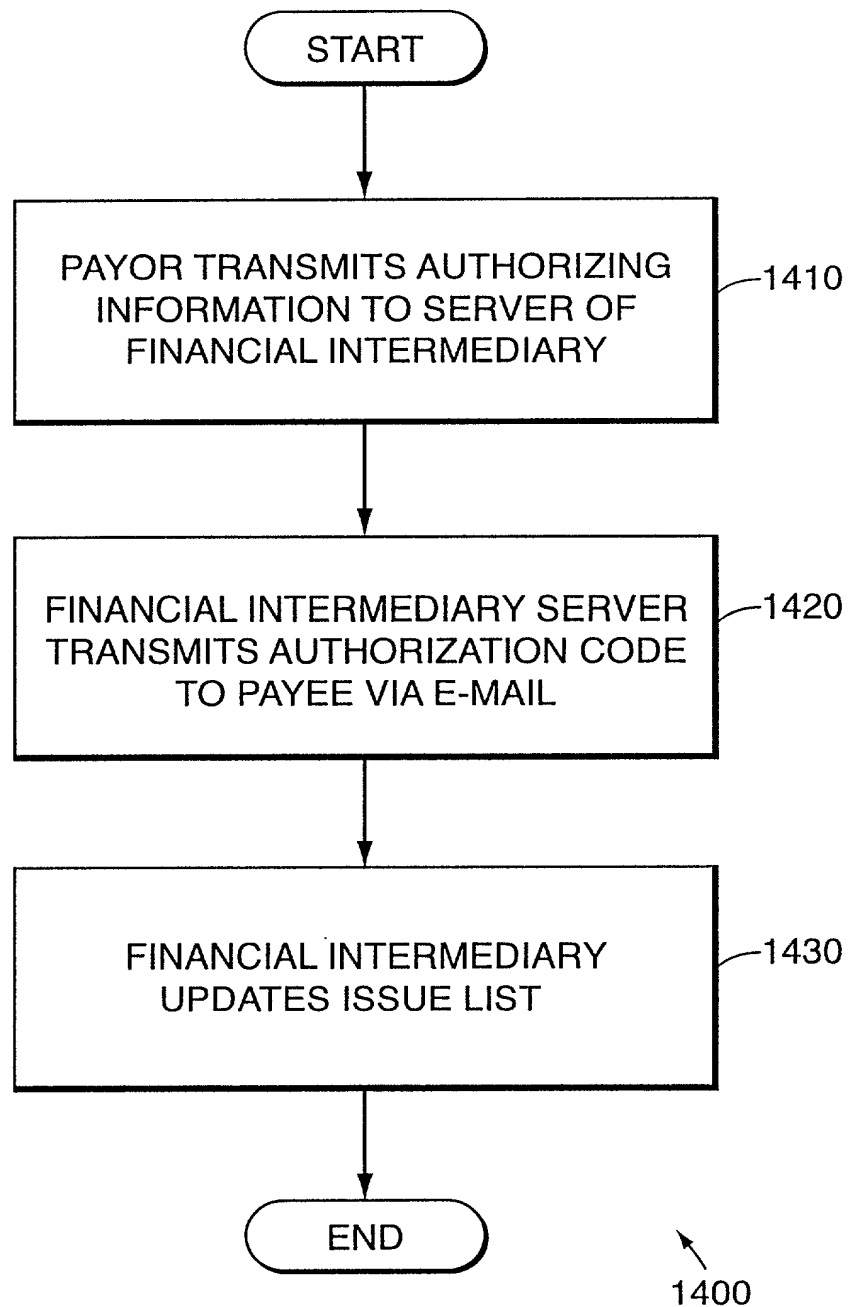 START
PAYOR TRANSMITS AUTHORIZING
INFORMATION TO SERVER OF
FINANCIAL INTERMEDIARY
1410
FINANCIAL INTERMEDIARY SERVER
TRANSMITS AUTHORIZATION CODE
TO PAYEE VIA E-MAIL
1420
FINANCIAL INTERMEDIARY
UPDATES ISSUE LIST
1430
END
1400